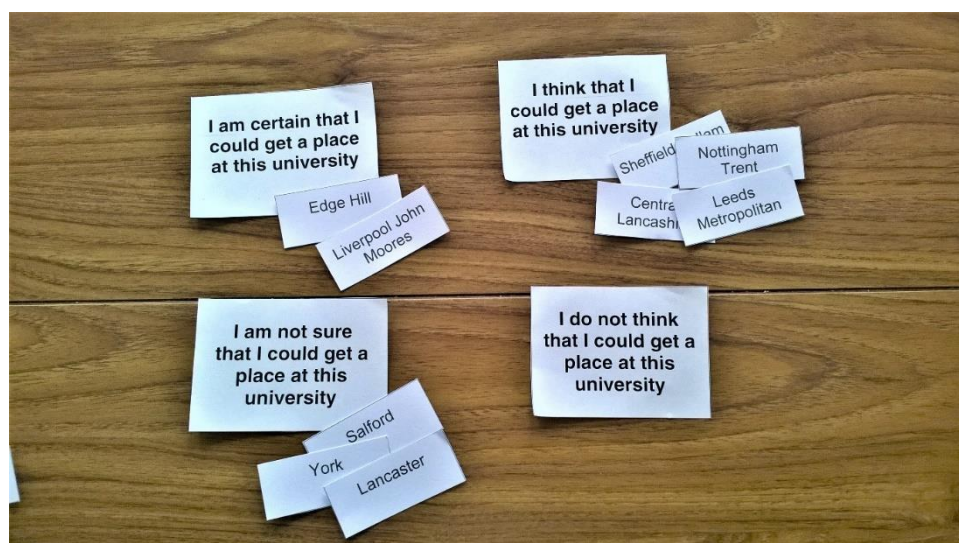 I am certain that I
could get a place
at this university
Edge Hill
Liverpool John
Moores
I think that I
could get a place
at this university
Sheffield
Nottingham
Trent
Leeds
Metropolitan
I am not sure
that I could get a
place at this
university
Salford
York
Lancaster
I do not think
that I could get a
place at this
university